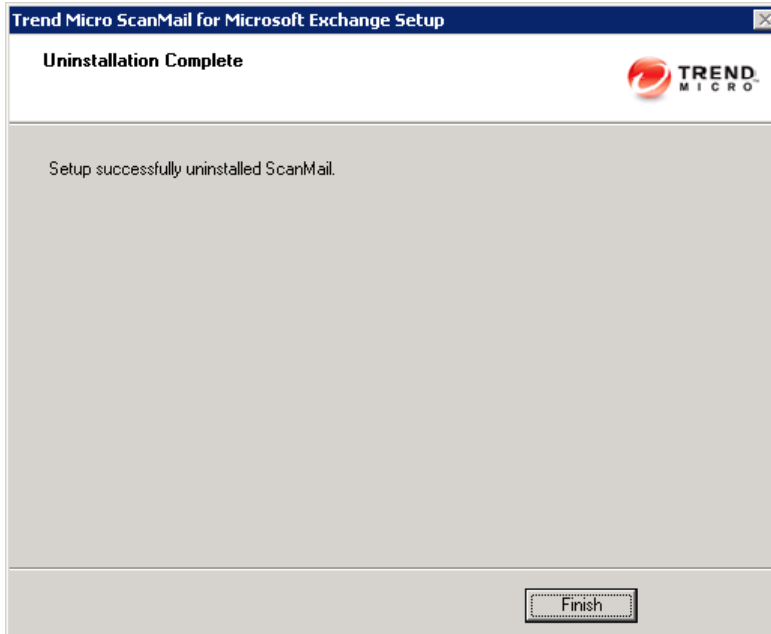 Trend Micro ScanMail for Microsoft Exchange Setup
Uninstallation Complete
TREND
MICRO
Setup successfully uninstalled ScanMail.
Finish